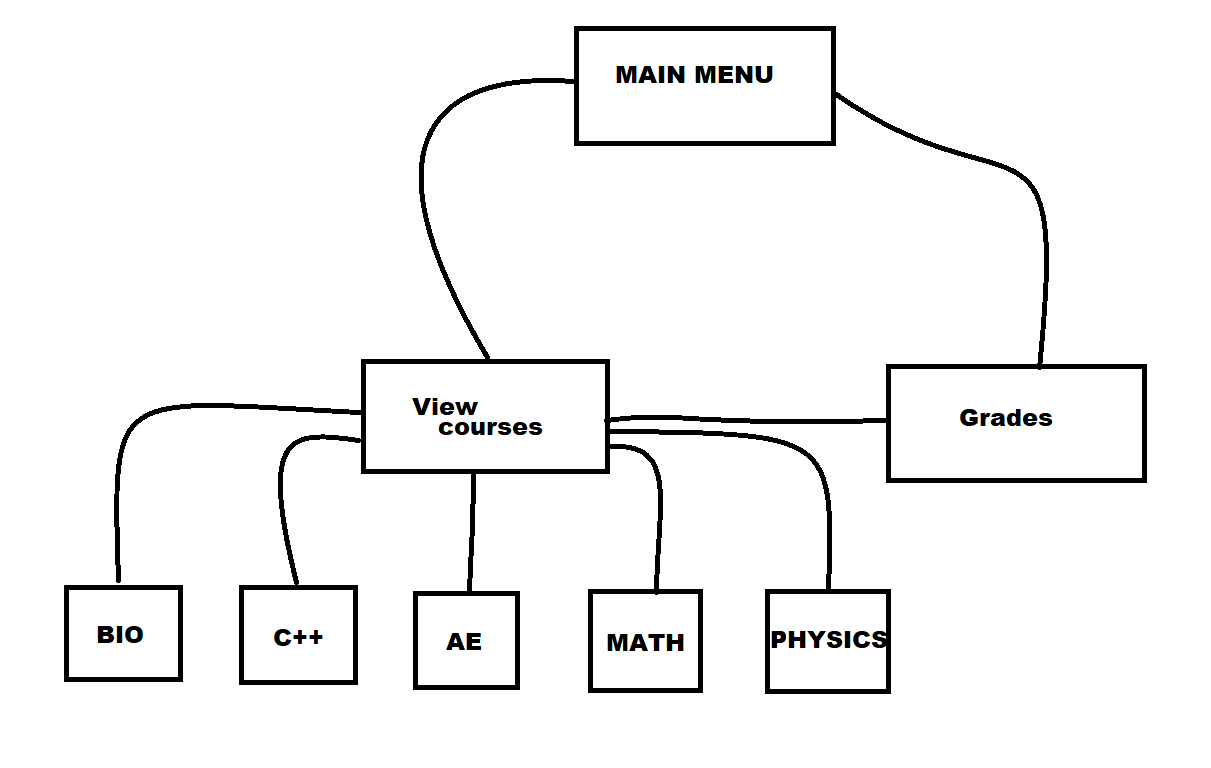 MAIN MENU
View
courses
Grades
BIO
C++
AE
MATH
PHYSICS